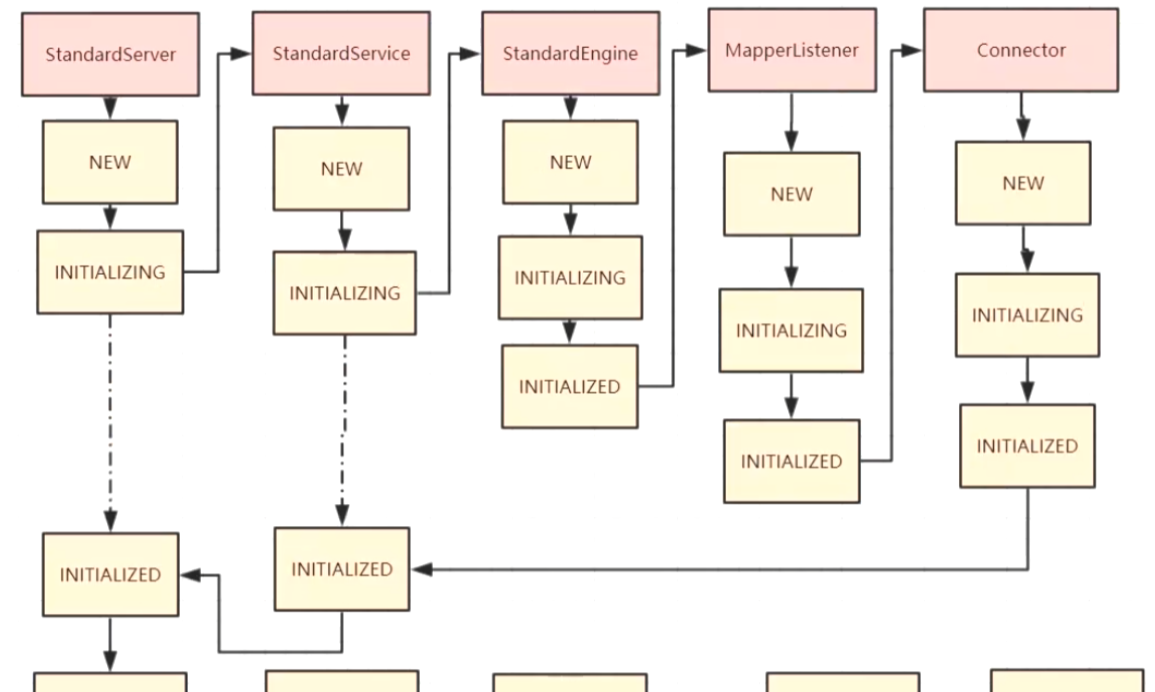 StandardServer
StandardService
StandardEngine
MapperListener
Connector
NEW
NEW
NEW
NEW
NEW
INITIALIZING
INITIALIZING
INITIALIZING
INITIALIZING
INITIALIZING
INITIALIZED
INITIALIZED
INITIALIZED
INITIALIZED
INITIALIZED